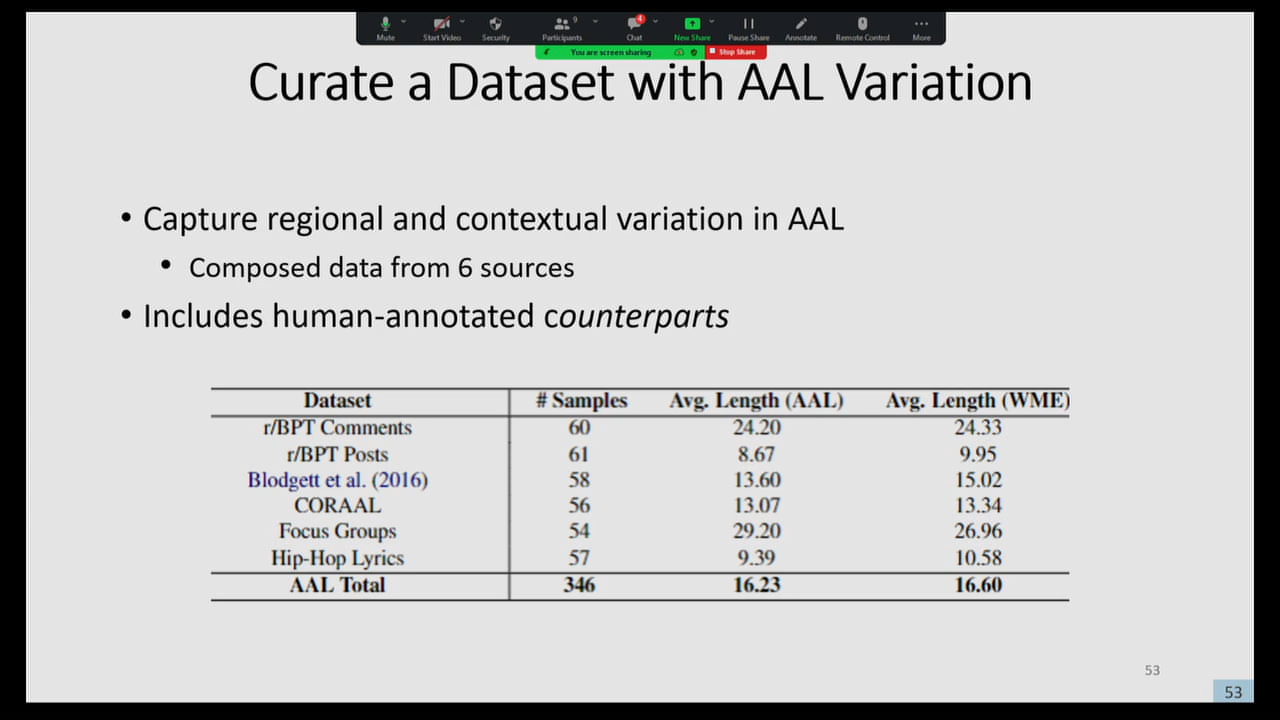 9
4
Mute
Start Video
Security
Participants
Chat
New Share
Pause Share
Annotate
Remote Control
More
You are screen sharing
Stop Share
Curate a Dataset with AAL Variation
• Capture regional and contextual variation in AAL
• Composed data from 6 sources
• Includes human-annotated counterparts
Dataset # Samples Avg. Length (AAL) Avg. Length (WME)
r/BPT Comments 60 24.20 24.33
r/BPT Posts 61 8.67 9.95
Blodgett et al. (2016) 58 13.60 15.02
CORAAL 56 13.07 13.34
Focus Groups 54 29.20 26.96
Hip-Hop Lyrics 57 9.39 10.58
AAL Total 346 16.23 16.60
53
53